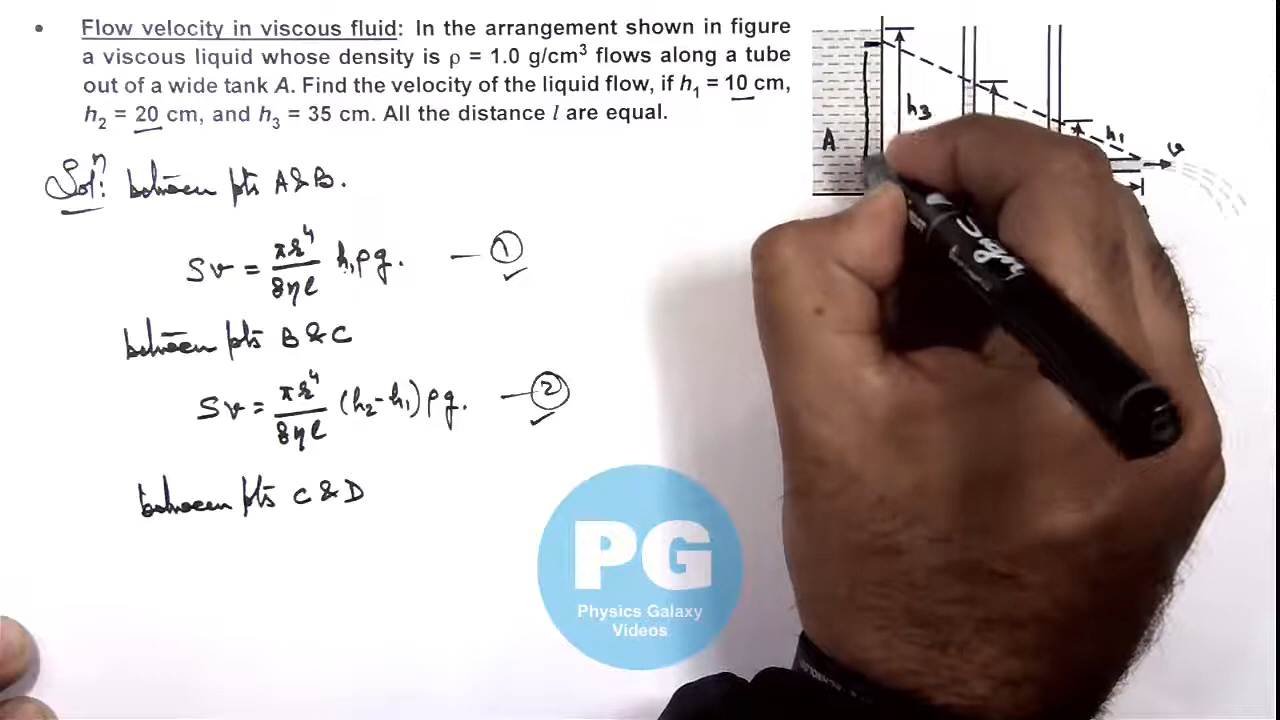 • Flow velocity in viscous fluid: In the arrangement shown in figure
a viscous liquid whose density is ρ = 1.0 g/cm³ flows along a tube
out of a wide tank A. Find the velocity of the liquid flow, if h₁ = 10 cm,
h₂ = 20 cm, and h₃ = 35 cm. All the distance l are equal.
h₃
A
h₁
v
Solⁿ: between pts A & B.
Sv = πr⁴/8ηl h₁ρg. — ①
between pts B & C
Sv = πr⁴/8ηl (h₂-h₁)ρg. — ②
between pts C & D
PG
Physics Galaxy
Videos